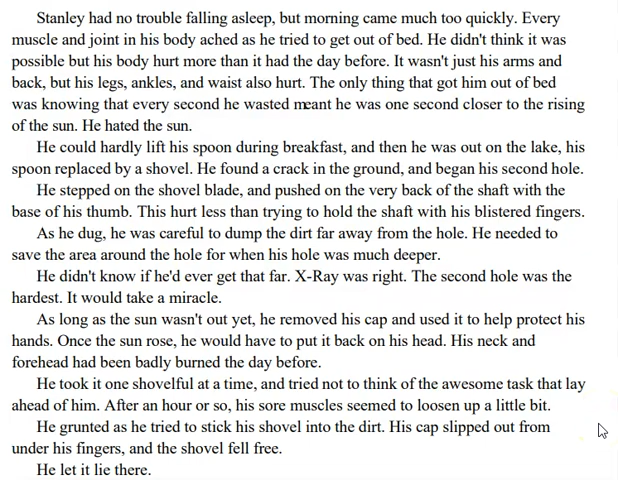 Stanley had no trouble falling asleep, but morning came much too quickly. Every
muscle and joint in his body ached as he tried to get out of bed. He didn't think it was
possible but his body hurt more than it had the day before. It wasn't just his arms and
back, but his legs, ankles, and waist also hurt. The only thing that got him out of bed
was knowing that every second he wasted meant he was one second closer to the rising
of the sun. He hated the sun.
He could hardly lift his spoon during breakfast, and then he was out on the lake, his
spoon replaced by a shovel. He found a crack in the ground, and began his second hole.
He stepped on the shovel blade, and pushed on the very back of the shaft with the
base of his thumb. This hurt less than trying to hold the shaft with his blistered fingers.
As he dug, he was careful to dump the dirt far away from the hole. He needed to
save the area around the hole for when his hole was much deeper.
He didn't know if he'd ever get that far. X-Ray was right. The second hole was the
hardest. It would take a miracle.
As long as the sun wasn't out yet, he removed his cap and used it to help protect his
hands. Once the sun rose, he would have to put it back on his head. His neck and
forehead had been badly burned the day before.
He took it one shovelful at a time, and tried not to think of the awesome task that lay
ahead of him. After an hour or so, his sore muscles seemed to loosen up a little bit.
He grunted as he tried to stick his shovel into the dirt. His cap slipped out from
under his fingers, and the shovel fell free.
He let it lie there.